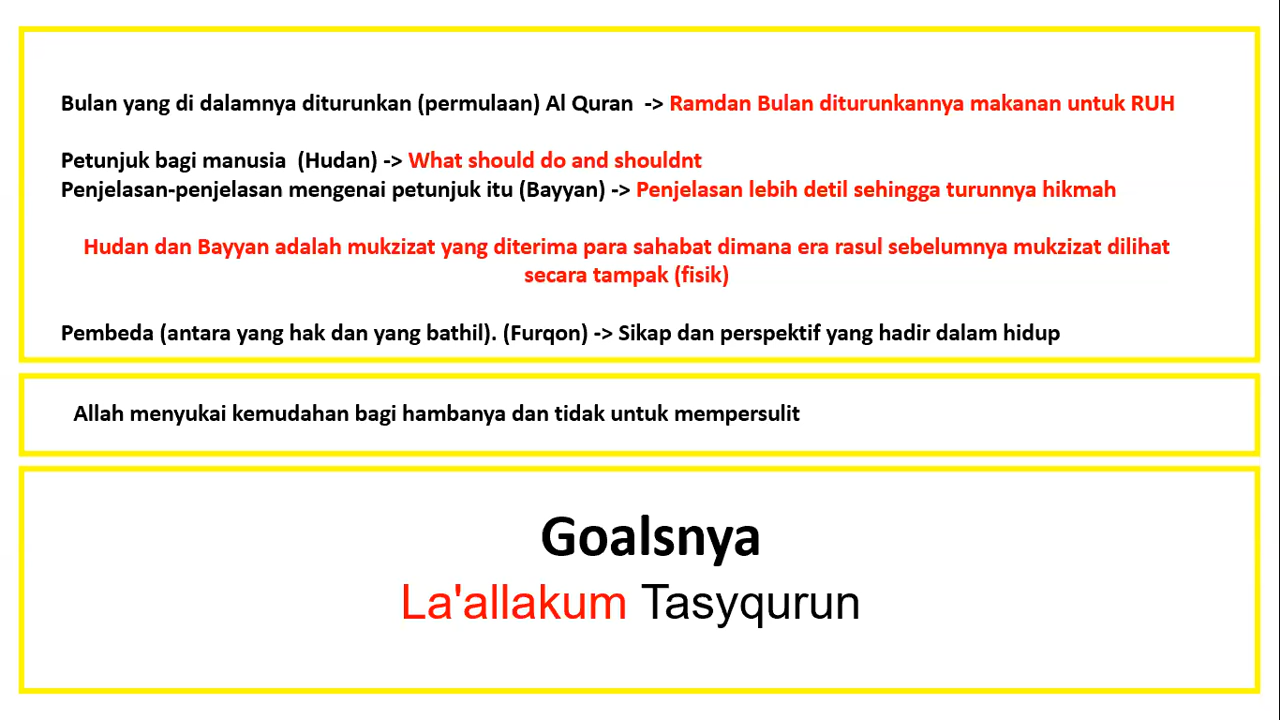 Bulan yang di dalamnya diturunkan (permulaan) Al Quran -> Ramdan Bulan diturunkannya makanan untuk RUH
Petunjuk bagi manusia (Hudan) -> What should do and shouldnt
Penjelasan-penjelasan mengenai petunjuk itu (Bayyan) -> Penjelasan lebih detil sehingga turunnya hikmah
Hudan dan Bayyan adalah mukzizat yang diterima para sahabat dimana era rasul sebelumnya mukzizat dilihat
secara tampak (fisik)
Pembeda (antara yang hak dan yang bathil). (Furqon) -> Sikap dan perspektif yang hadir dalam hidup
Allah menyukai kemudahan bagi hambanya dan tidak untuk mempersulit
Goalsnya
La'allakum Tasyqurun